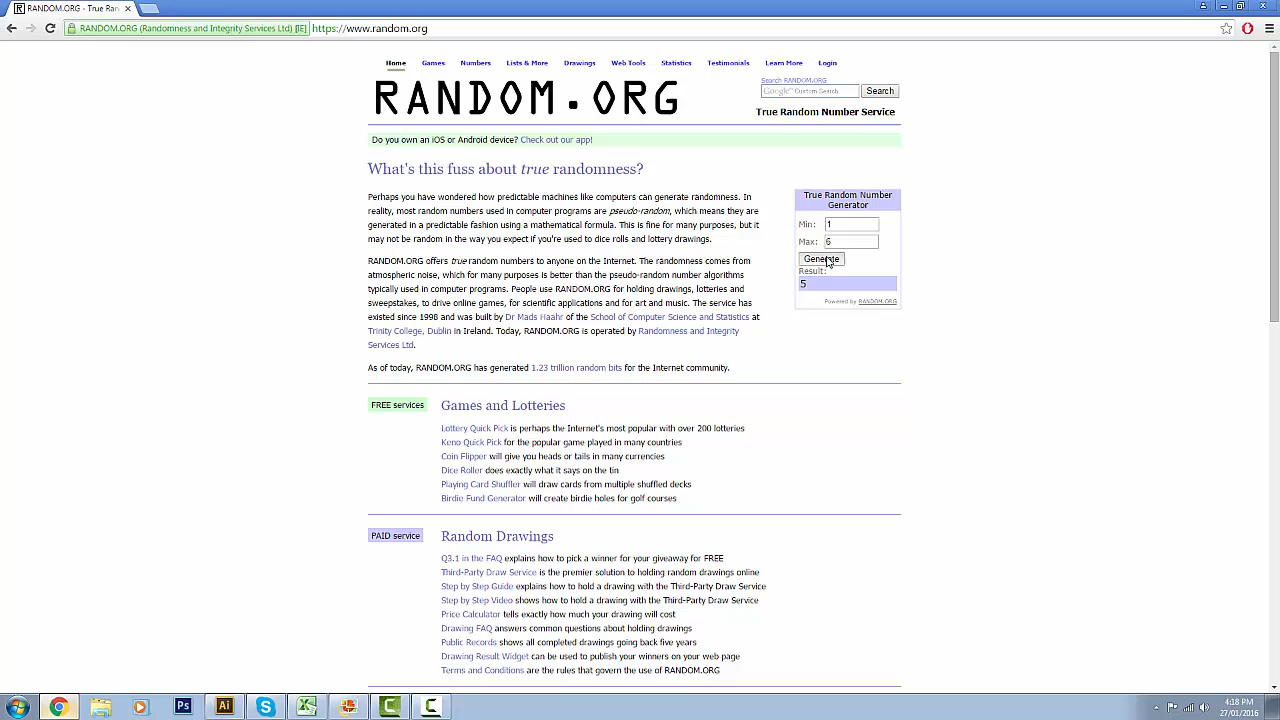 RANDOM.ORG - True Ran
RANDOM.ORG (Randomness and Integrity Services Ltd) [IE] https://www.random.org
Home Games Numbers Lists & More Drawings Web Tools Statistics Testimonials Learn More Login
RANDOM.ORG
Search RANDOM.ORG
Google™ Custom Search Search
True Random Number Service
Do you own an iOS or Android device? Check out our app!
What's this fuss about true randomness?
Perhaps you have wondered how predictable machines like computers can generate randomness. In
reality, most random numbers used in computer programs are pseudo-random, which means they are
generated in a predictable fashion using a mathematical formula. This is fine for many purposes, but it
may not be random in the way you expect if you're used to dice rolls and lottery drawings.
RANDOM.ORG offers true random numbers to anyone on the Internet. The randomness comes from
atmospheric noise, which for many purposes is better than the pseudo-random number algorithms
typically used in computer programs. People use RANDOM.ORG for holding drawings, lotteries and
sweepstakes, to drive online games, for scientific applications and for art and music. The service has
existed since 1998 and was built by Dr Mads Haahr of the School of Computer Science and Statistics at
Trinity College, Dublin in Ireland. Today, RANDOM.ORG is operated by Randomness and Integrity
Services Ltd.
As of today, RANDOM.ORG has generated 1.23 trillion random bits for the Internet community.
True Random Number
Generator
Min: 1
Max: 6
Generate
Result:
5
Powered by RANDOM.ORG
FREE services
Games and Lotteries
Lottery Quick Pick is perhaps the Internet's most popular with over 200 lotteries
Keno Quick Pick for the popular game played in many countries
Coin Flipper will give you heads or tails in many currencies
Dice Roller does exactly what it says on the tin
Playing Card Shuffler will draw cards from multiple shuffled decks
Birdie Fund Generator will create birdie holes for golf courses
PAID service
Random Drawings
Q3.1 in the FAQ explains how to pick a winner for your giveaway for FREE
Third-Party Draw Service is the premier solution to holding random drawings online
Step by Step Guide explains how to hold a drawing with the Third-Party Draw Service
Step by Step Video shows how to hold a drawing with the Third-Party Draw Service
Price Calculator tells exactly how much your drawing will cost
Drawing FAQ answers common questions about holding drawings
Public Records shows all completed drawings going back five years
Drawing Result Widget can be used to publish your winners on your web page
Terms and Conditions are the rules that govern the use of RANDOM.ORG
Ps Ai S C C
4:18 PM
27/01/2016